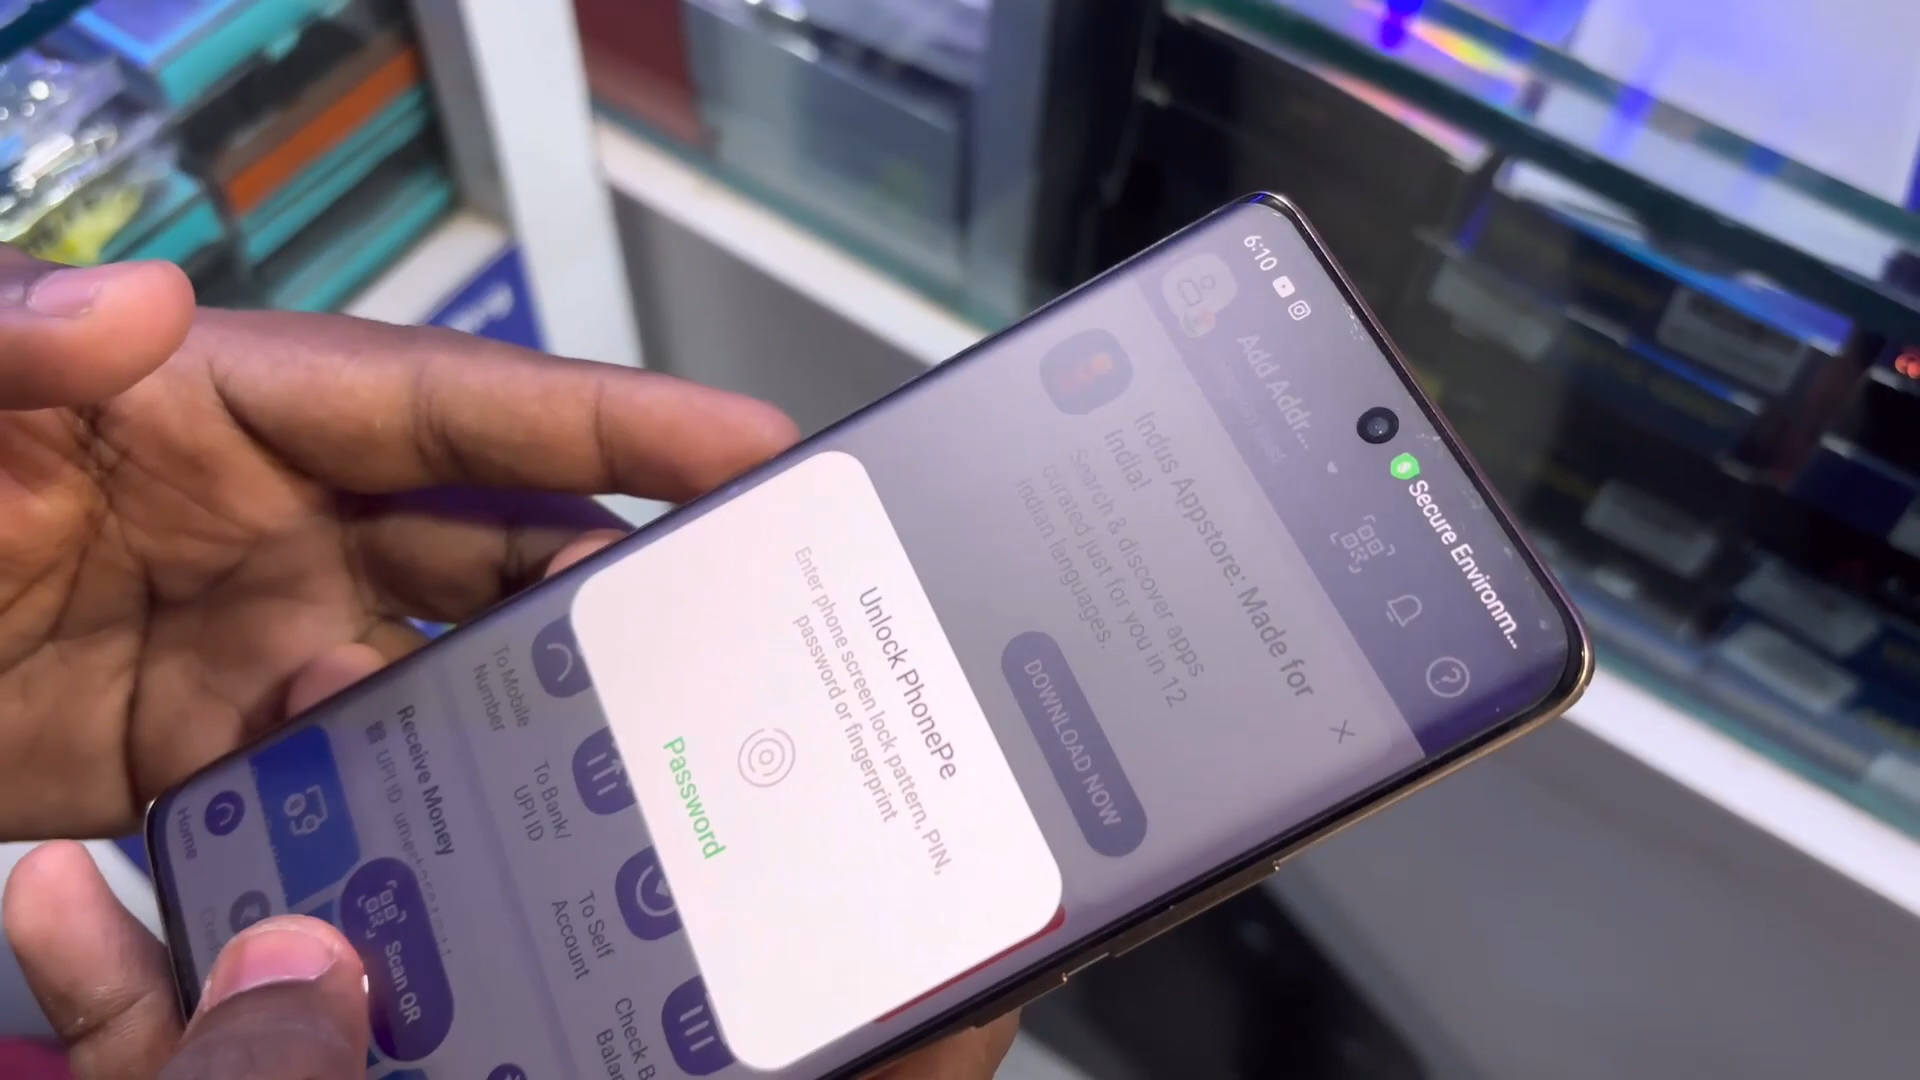 6:10
Secure Environm...
Add Addr...
Indus Appstore: Made for
India!
Search & discover apps
curated just for you in 12
Indian languages.
DOWNLOAD NOW
Unlock PhonePe
Enter phone screen lock pattern, PIN,
password or fingerprint
Password
To Mobile
Number
To Bank/
UPI ID
To Self
Account
Check B
Balan
Receive Money
UPI ID
Home
Scan QR